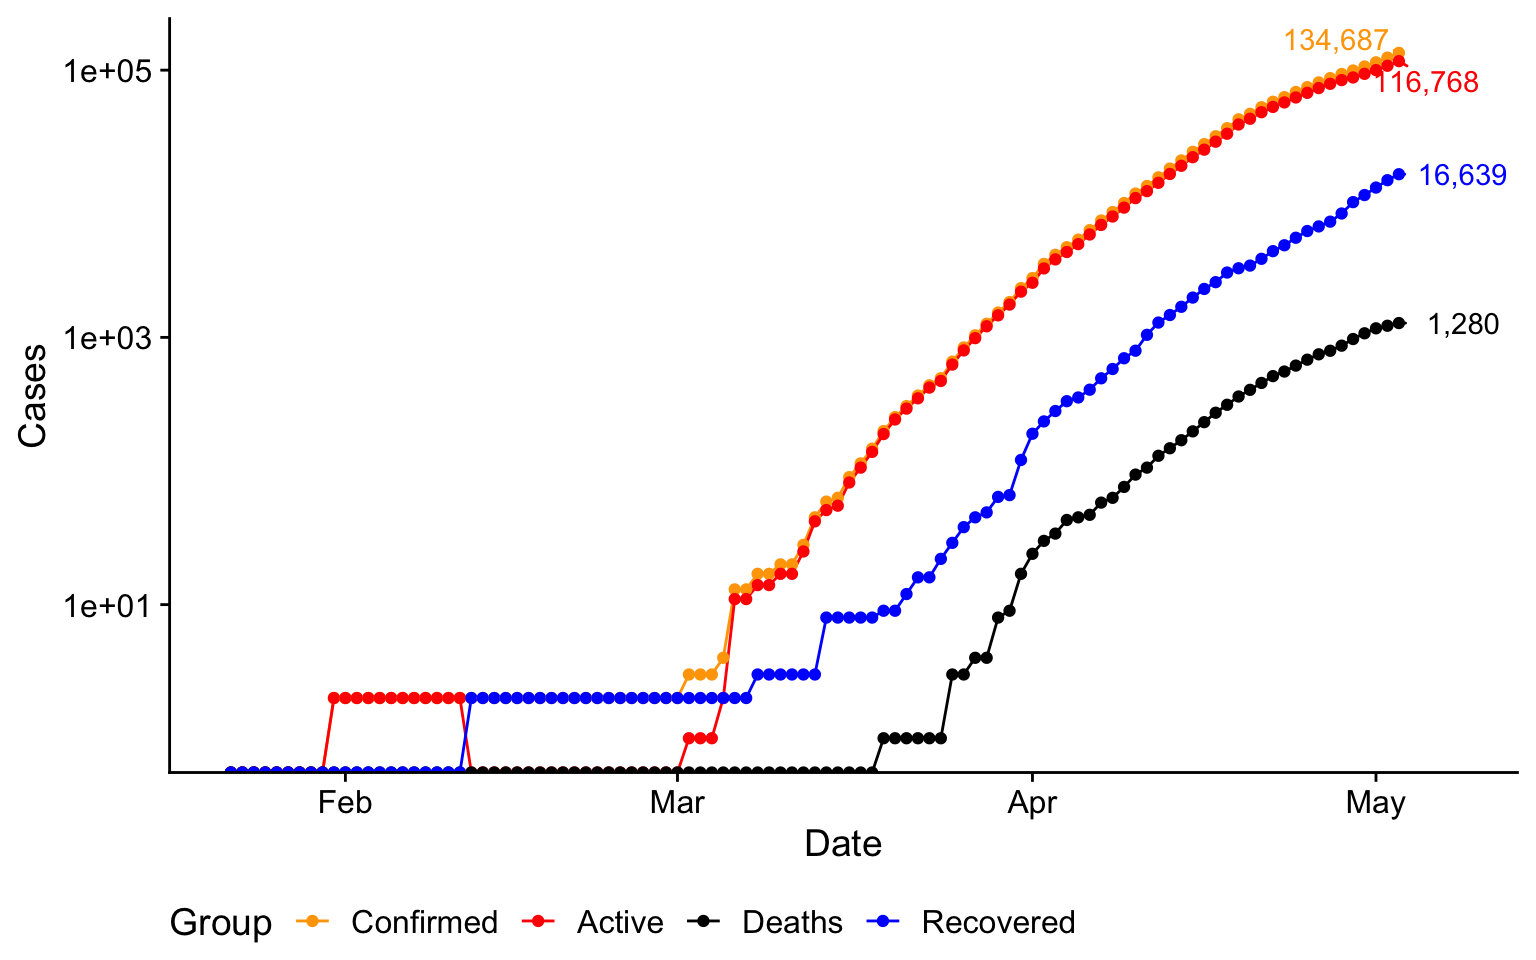 134,687
1e+05
116,768
16,639
1e+03
1,280
Cases
1e+01
Feb Mar Apr May
Date
Group Confirmed Active Deaths Recovered